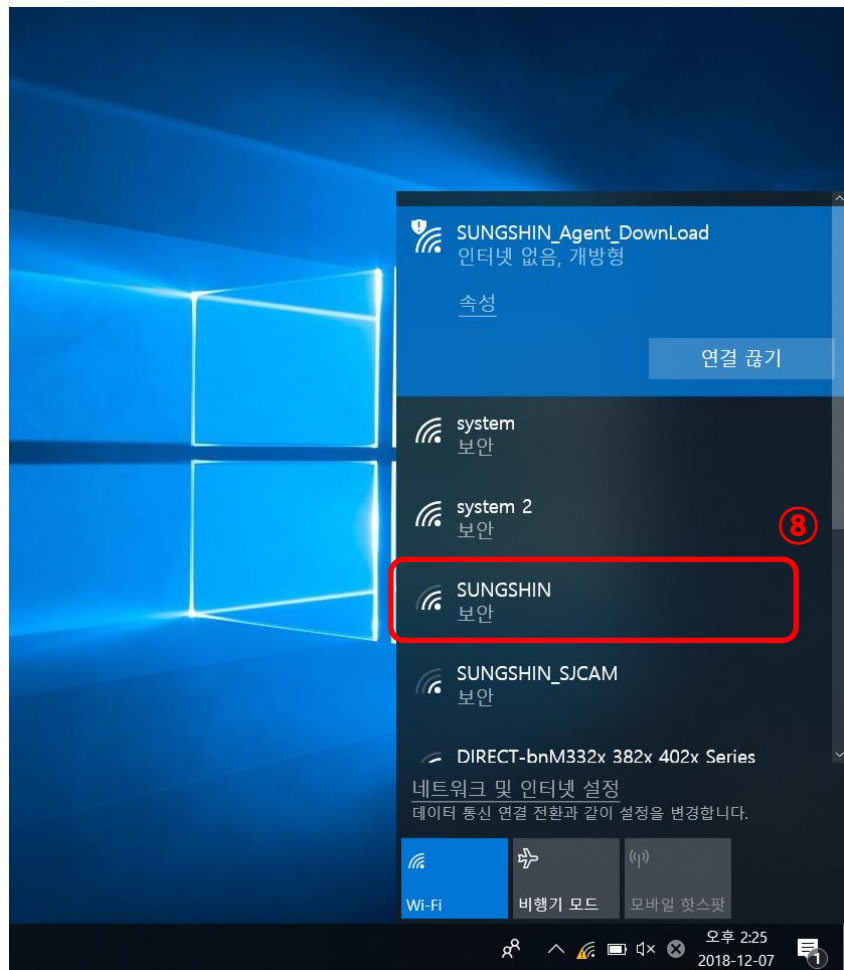 SUNGSHIN_Agent_DownLoad
인터넷 없음, 개방형
속성
연결 끊기
system
보안
system 2
보안
⑧
SUNGSHIN
보안
SUNGSHIN_SJCAM
보안
DIRECT-bnM332x 382x 402x Series
네트워크 및 인터넷 설정
데이터 통신 연결 전환과 같이 설정을 변경합니다.
Wi-Fi
비행기 모드
모바일 핫스팟
오후 2:25
2018-12-07
1